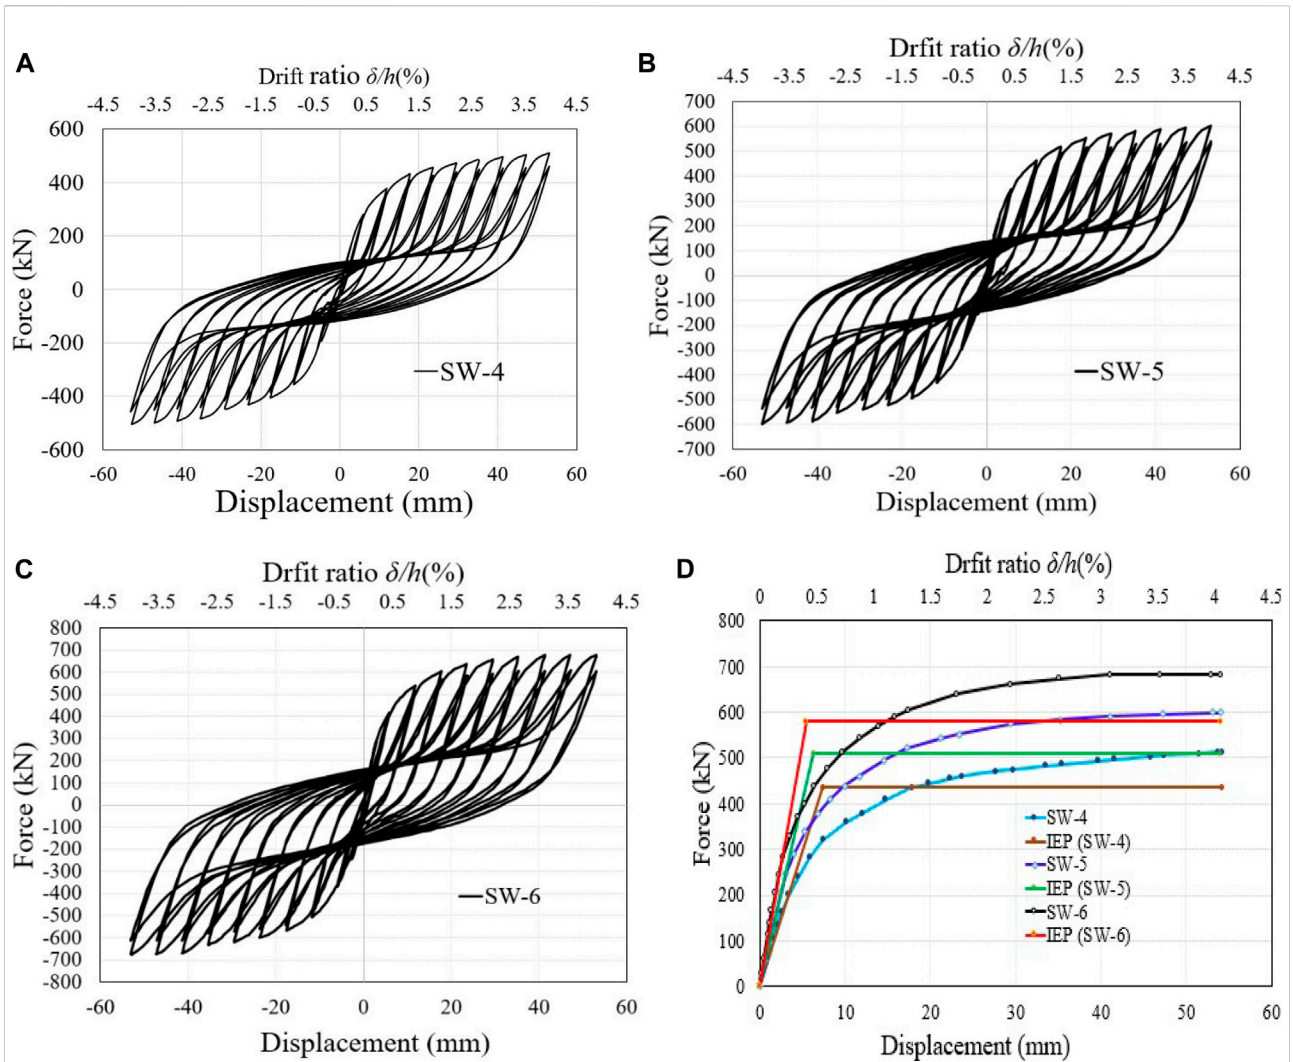 A
Drift ratio δ/h(%)
-4.5 -3.5 -2.5 -1.5 -0.5 0.5 1.5 2.5 3.5 4.5
600
400
200
0
-200
-400
-600
Force (kN)
SW-4
-60 -40 -20 0 20 40 60
Displacement (mm)
B
Drfit ratio δ/h(%)
-4.5 -3.5 -2.5 -1.5 -0.5 0.5 1.5 2.5 3.5 4.5
700
600
500
400
300
200
100
0
-100
-200
-300
-400
-500
-600
-700
Force (kN)
SW-5
-60 -40 -20 0 20 40 60
Displacement (mm)
C
Drfit ratio δ/h(%)
-4.5 -3.5 -2.5 -1.5 -0.5 0.5 1.5 2.5 3.5 4.5
800
700
600
500
400
300
200
100
0
-100
-200
-300
-400
-500
-600
-700
-800
Force (kN)
SW-6
-60 -40 -20 0 20 40 60
Displacement (mm)
D
Drfit ratio δ/h(%)
0 0.5 1 1.5 2 2.5 3 3.5 4 4.5
800
700
600
500
400
300
200
100
0
Force (kN)
SW-4
IEP (SW-4)
SW-5
IEP (SW-5)
SW-6
IEP (SW-6)
0 10 20 30 40 50 60
Displacement (mm)